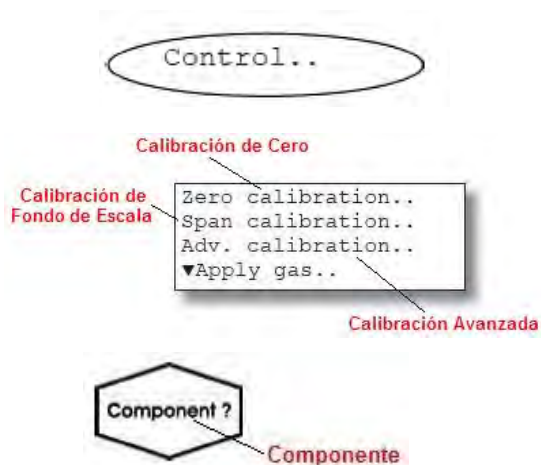 Control..
Calibración de Cero
Calibración de
Fondo de Escala
Zero calibration..
Span calibration..
Adv. calibration..
▼Apply gas..
Calibración Avanzada
Component ?
Componente